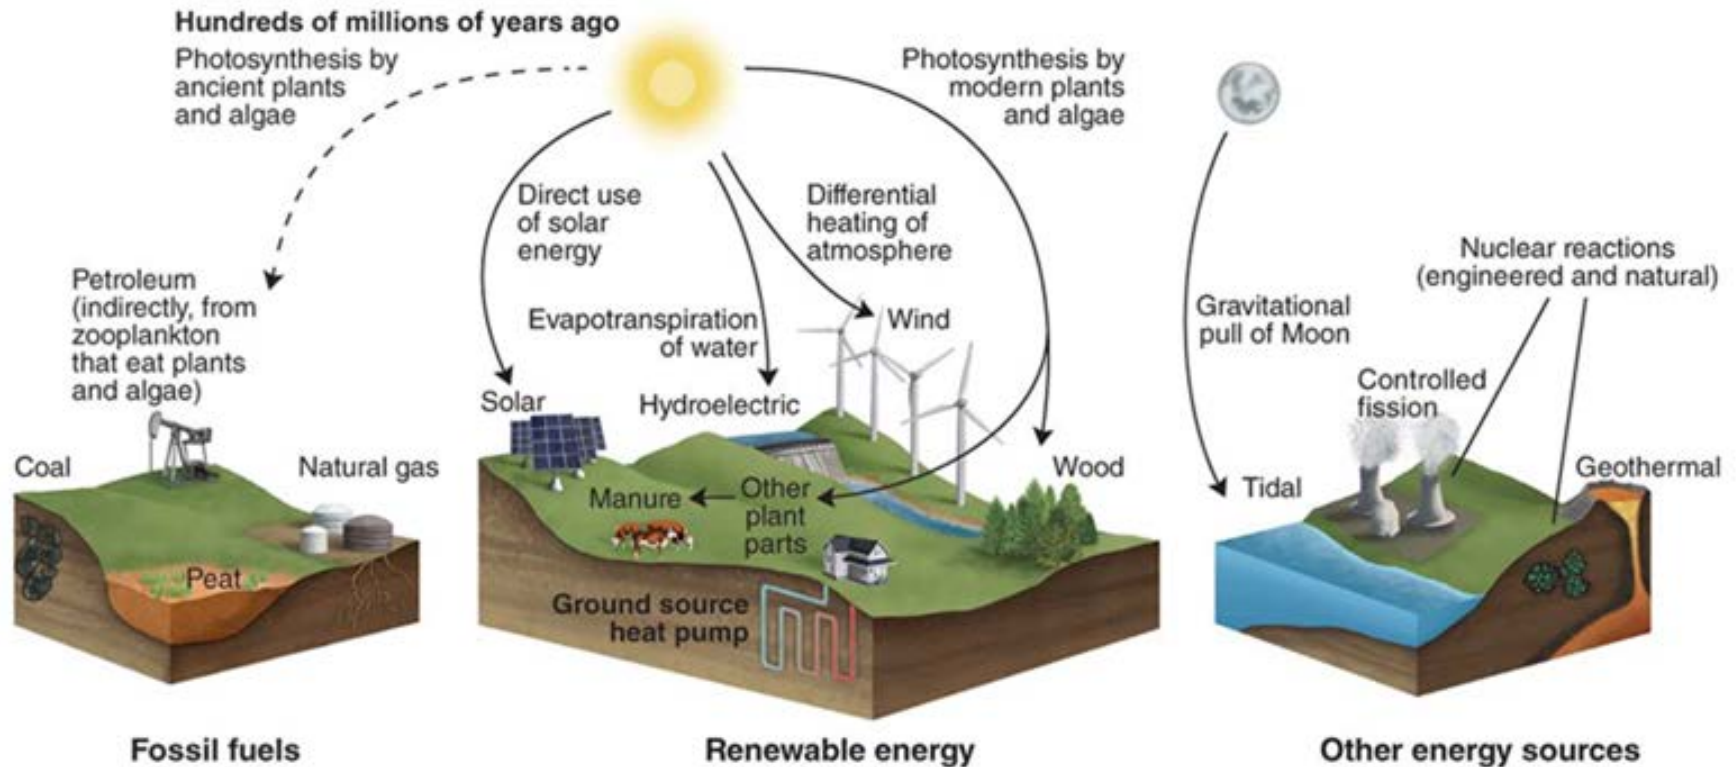 Hundreds of millions of years ago
Photosynthesis by
ancient plants
and algae
Petroleum
(indirectly, from
zooplankton
that eat plants
and algae)
Coal
Natural gas
Peat
Fossil fuels
Photosynthesis by
modern plants
and algae
Direct use
of solar
energy
Differential
heating of
atmosphere
Evapotranspiration
of water
Wind
Solar
Hydroelectric
Wood
Manure
Other
plant
parts
Ground source
heat pump
Renewable energy
Nuclear reactions
(engineered and natural)
Gravitational
pull of Moon
Controlled
fission
Tidal
Geothermal
Other energy sources